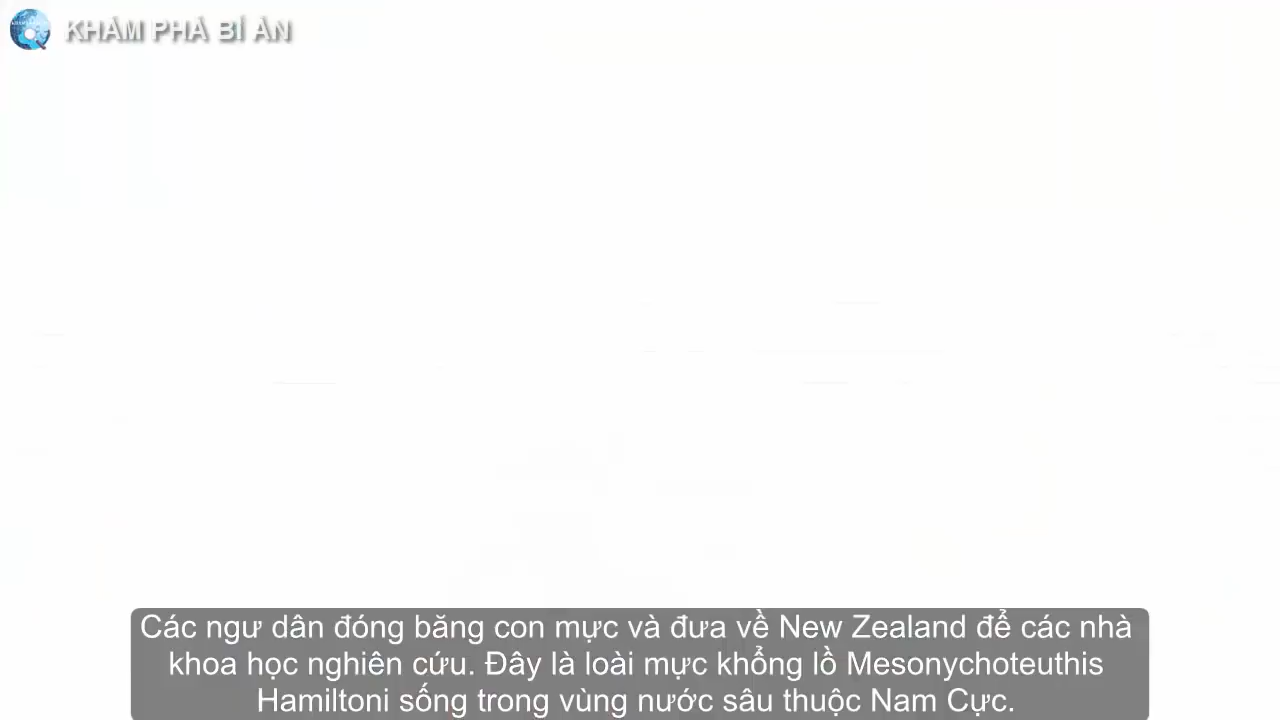 KHÁM PHÁ BÍ ẨN
Các ngư dân đóng băng con mực và đưa về New Zealand để các nhà
khoa học nghiên cứu. Đây là loài mực khổng lồ Mesonychoteuthis
Hamiltoni sống trong vùng nước sâu thuộc Nam Cực.